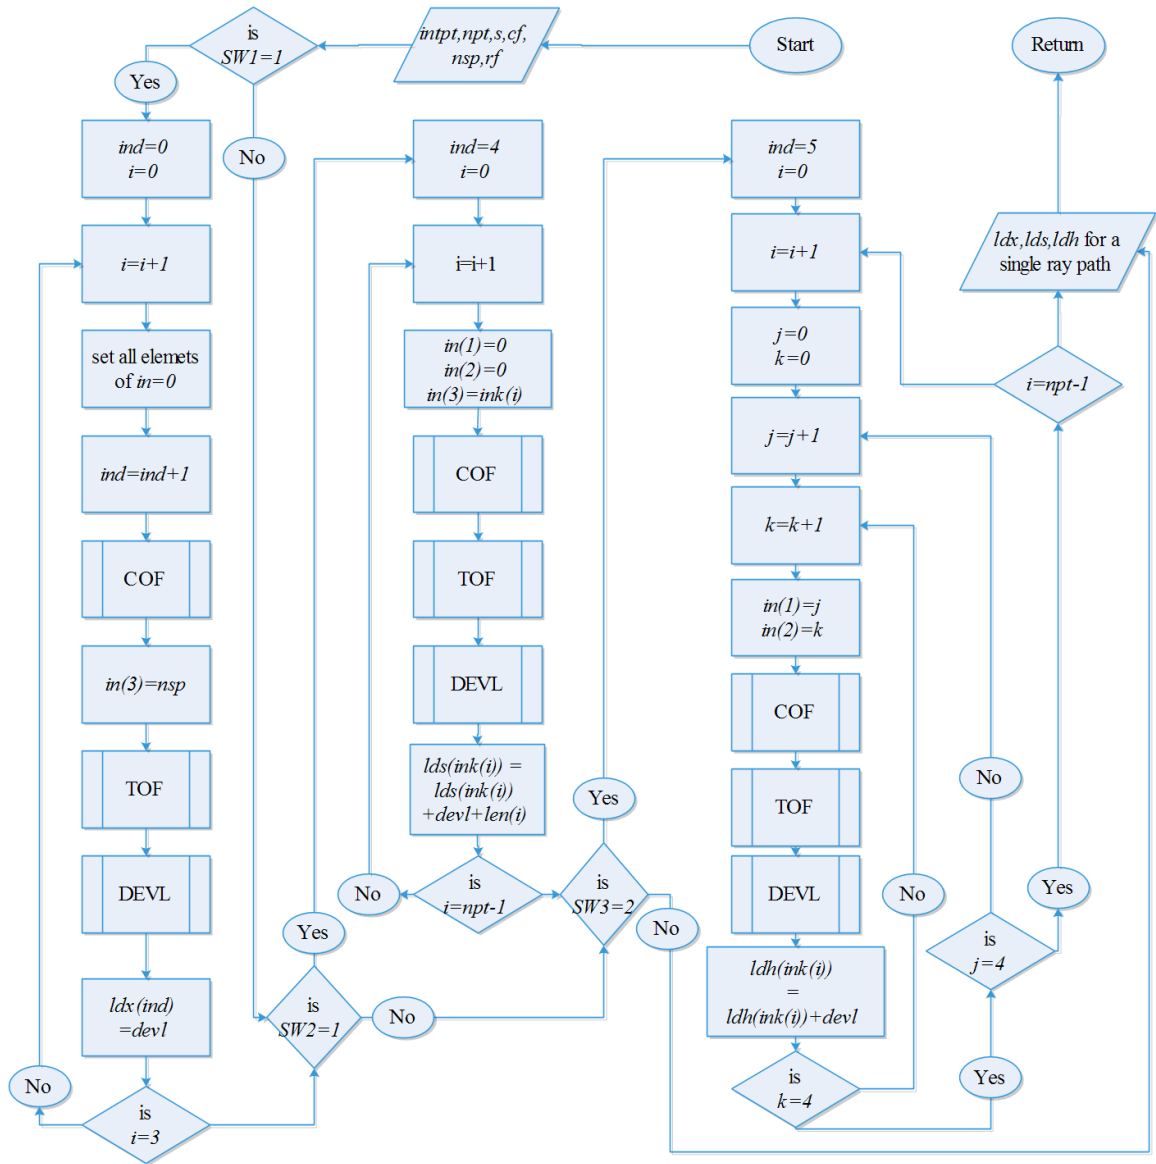 Start
intpt,npt,s,cf,
nsp,rf
is
SW1=1
Yes
No
ind=0
i=0
i=i+1
set all elemets
of in=0
ind=ind+1
COF
in(3)=nsp
TOF
DEVL
ldx(ind)
=devl
is
i=3
No
is
SW2=1
Yes
No
ind=4
i=0
i=i+1
in(1)=0
in(2)=0
in(3)=ink(i)
COF
TOF
DEVL
lds(ink(i)) =
lds(ink(i))
+devl+len(i)
is
i=npt-1
No
is
SW3=2
Yes
No
ind=5
i=0
i=i+1
j=0
k=0
j=j+1
k=k+1
in(1)=j
in(2)=k
COF
TOF
DEVL
ldh(ink(i))
=
ldh(ink(i))+devl
is
k=4
No
Yes
is
j=4
No
Yes
i=npt-1
ldx,lds,ldh for a
single ray path
Return